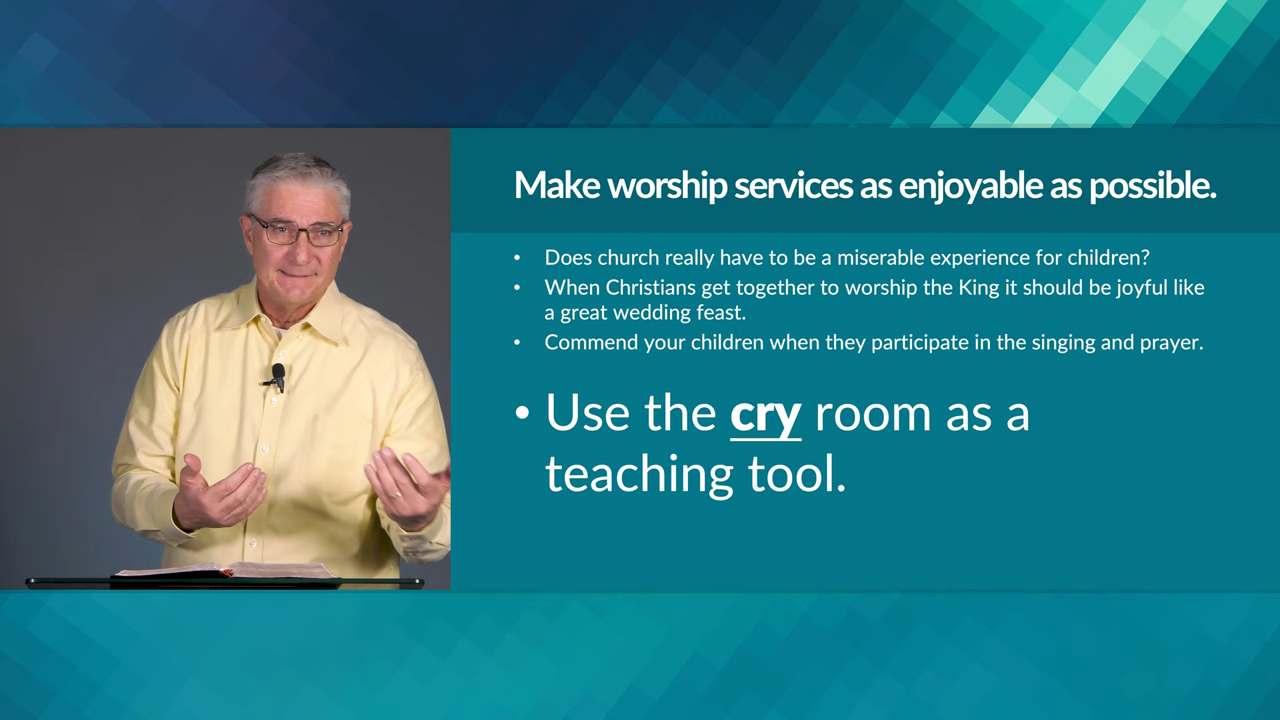 Make worship services as enjoyable as possible.
• Does church really have to be a miserable experience for children?
• When Christians get together to worship the King it should be joyful like
a great wedding feast.
• Commend your children when they participate in the singing and prayer.
• Use the cry room as a
teaching tool.